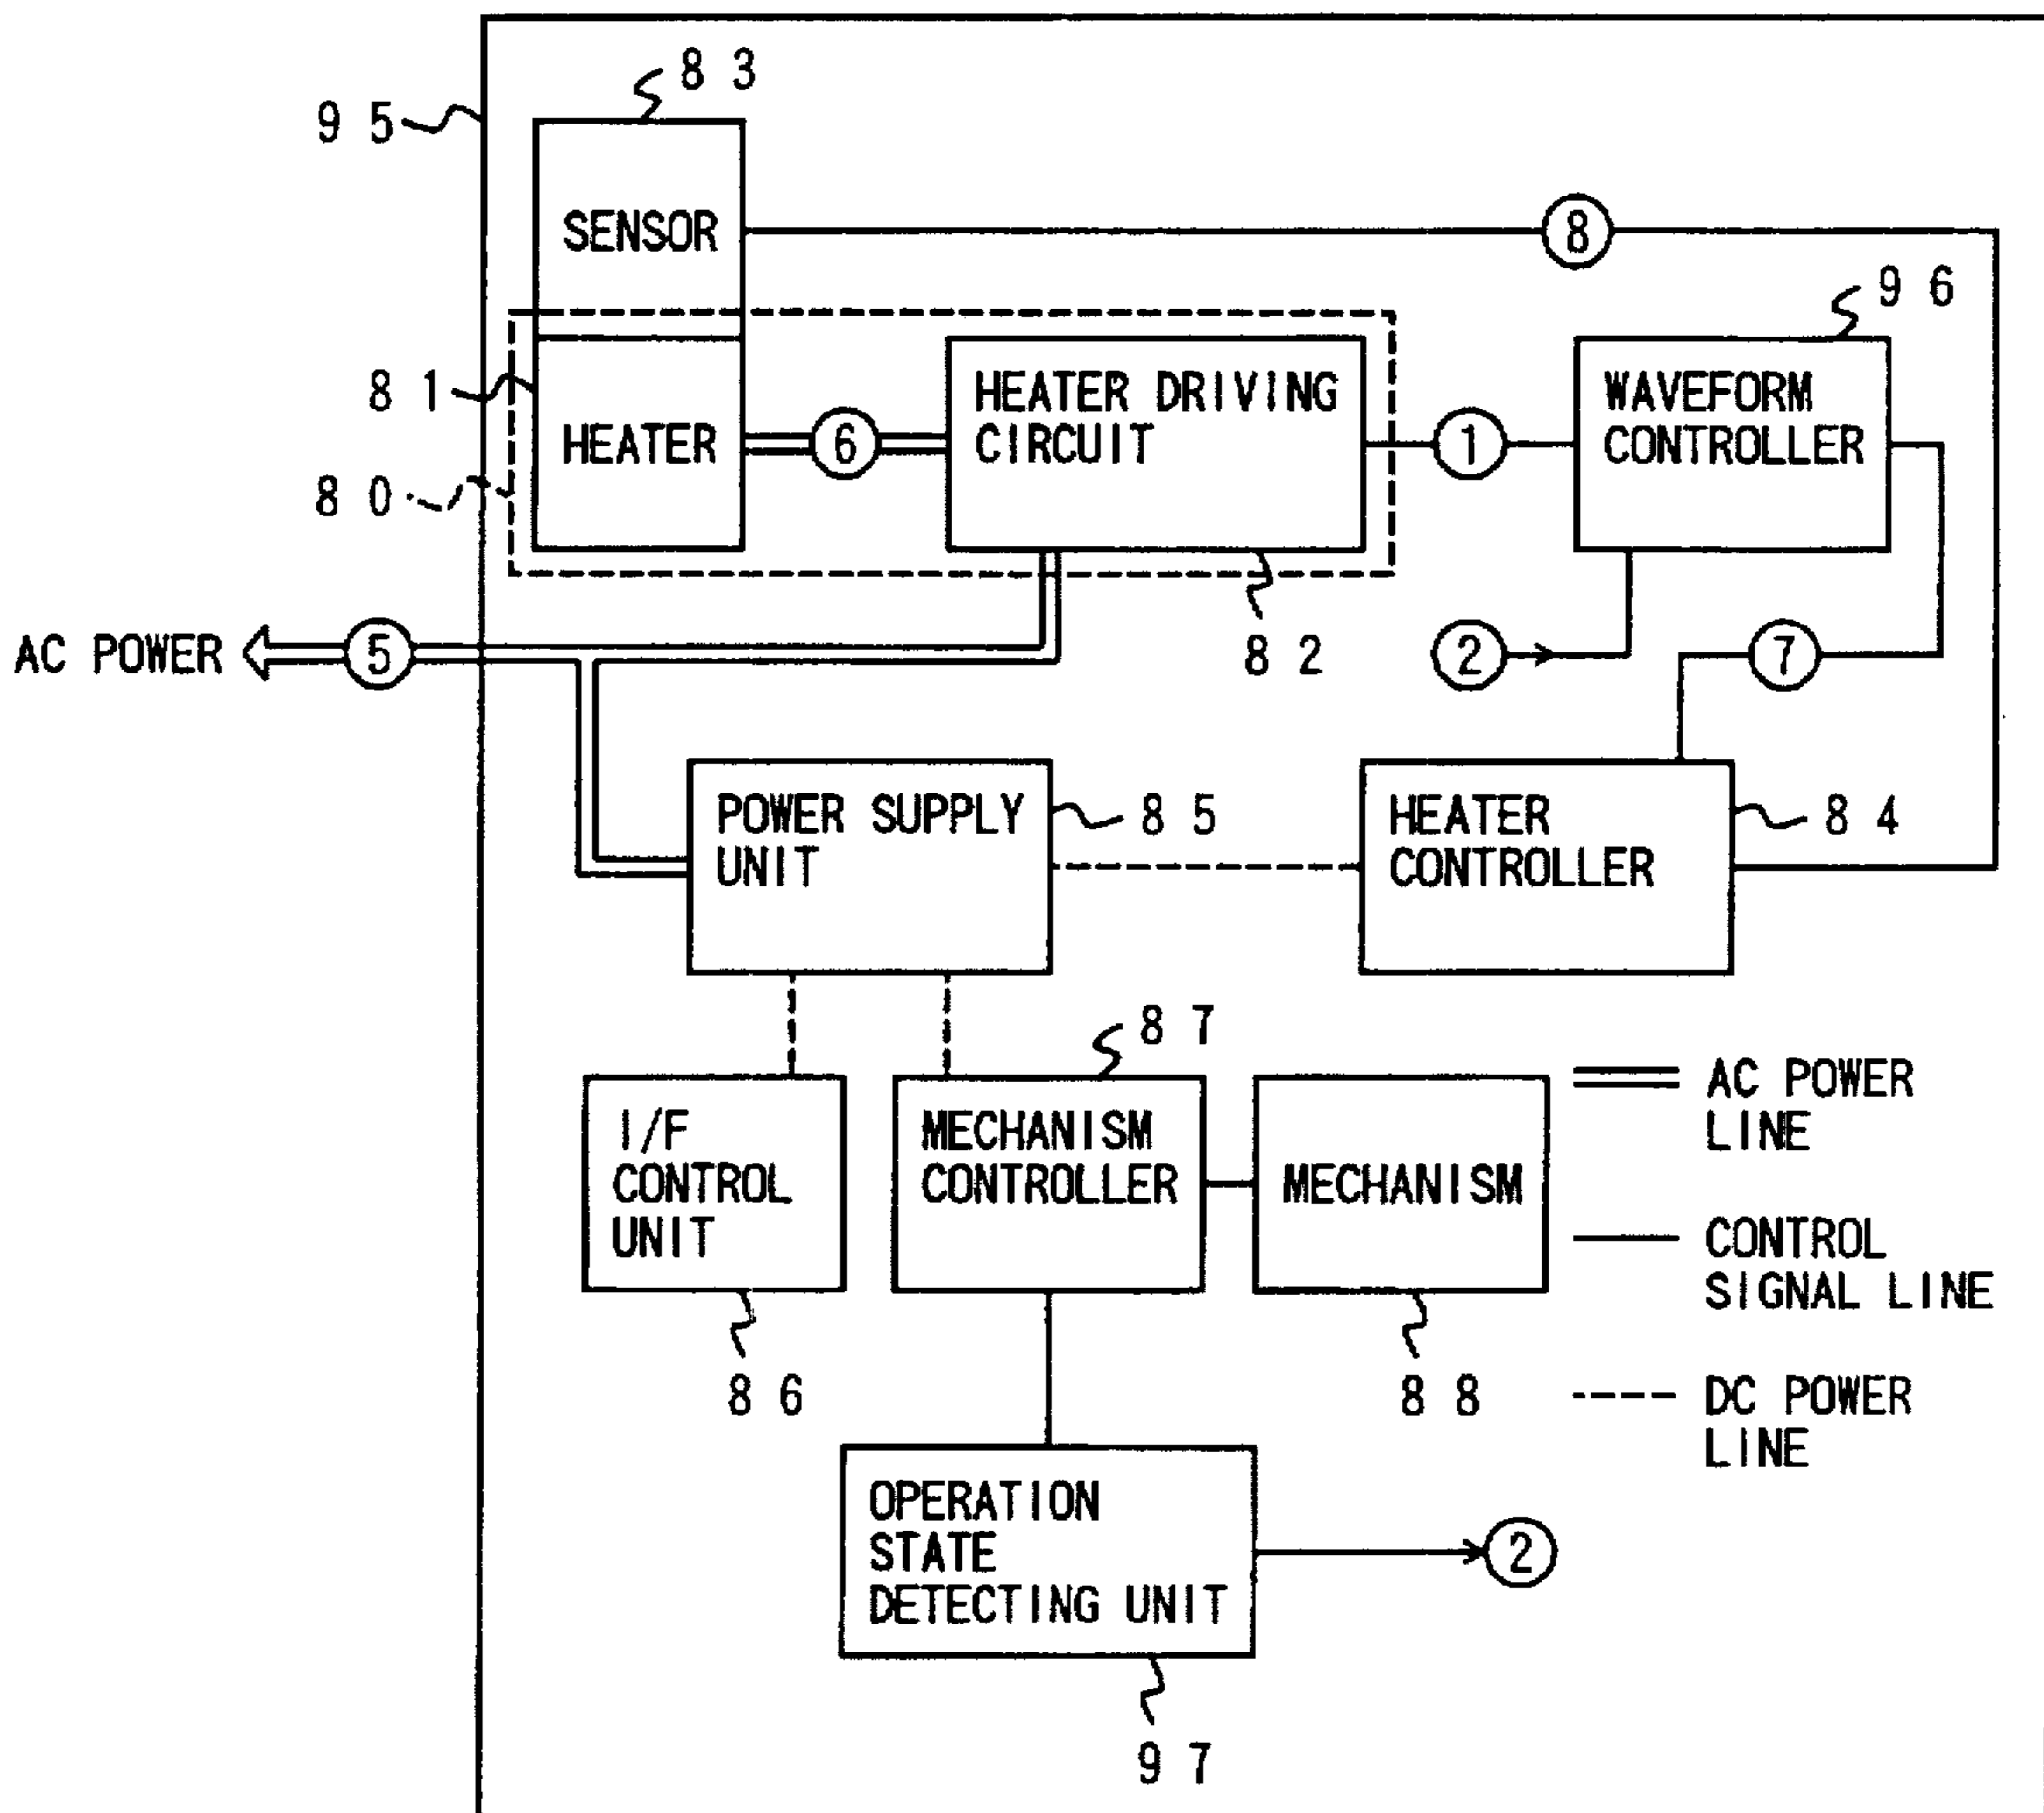 8 3
9 5
SENSOR
8
9 6
8 1
HEATER
6
HEATER DRIVING
CIRCUIT
1
WAVEFORM
CONTROLLER
8 0
AC POWER
5
8 2
2
7
POWER SUPPLY
UNIT
8 5
HEATER
CONTROLLER
8 4
8 7
I/F
CONTROL
UNIT
MECHANISM
CONTROLLER
MECHANISM
AC POWER
LINE
CONTROL
SIGNAL LINE
8 6
8 8
DC POWER
LINE
OPERATION
STATE
DETECTING UNIT
2
9 7